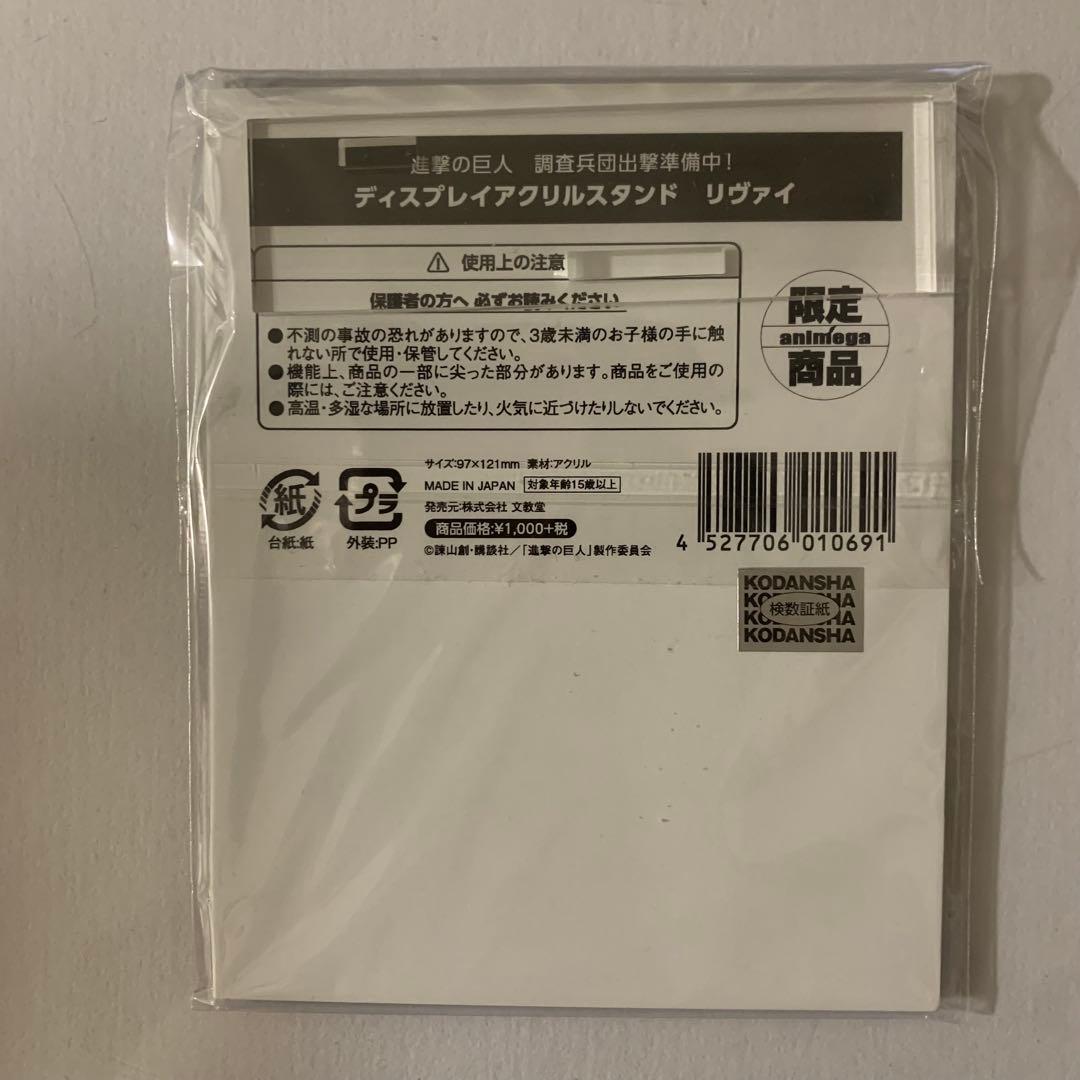 進撃の巨人 調査兵団出撃準備中!
ディスプレイアクリルスタンド リヴァイ
⚠ 使用上の注意
保護者の方へ 必ずお読みください
●不測の事故の恐れがありますので、3歳未満のお子様の手に触
れない所で使用・保管してください。
●機能上、商品の一部に尖った部分があります。商品をご使用の
際には、ご注意ください。
●高温・多湿な場所に放置したり、火気に近づけたりしないでください。
限定
animega
商品
紙
台紙:紙
プラ
外装:PP
サイズ:97×121mm 素材:アクリル
MADE IN JAPAN 対象年齢15歳以上
発売元:株式会社 文教堂
商品価格:¥1,000+税
©諫山創・講談社/「進撃の巨人」製作委員会
4 527706 010691
KODANSHA
検数証紙
KODANSHA